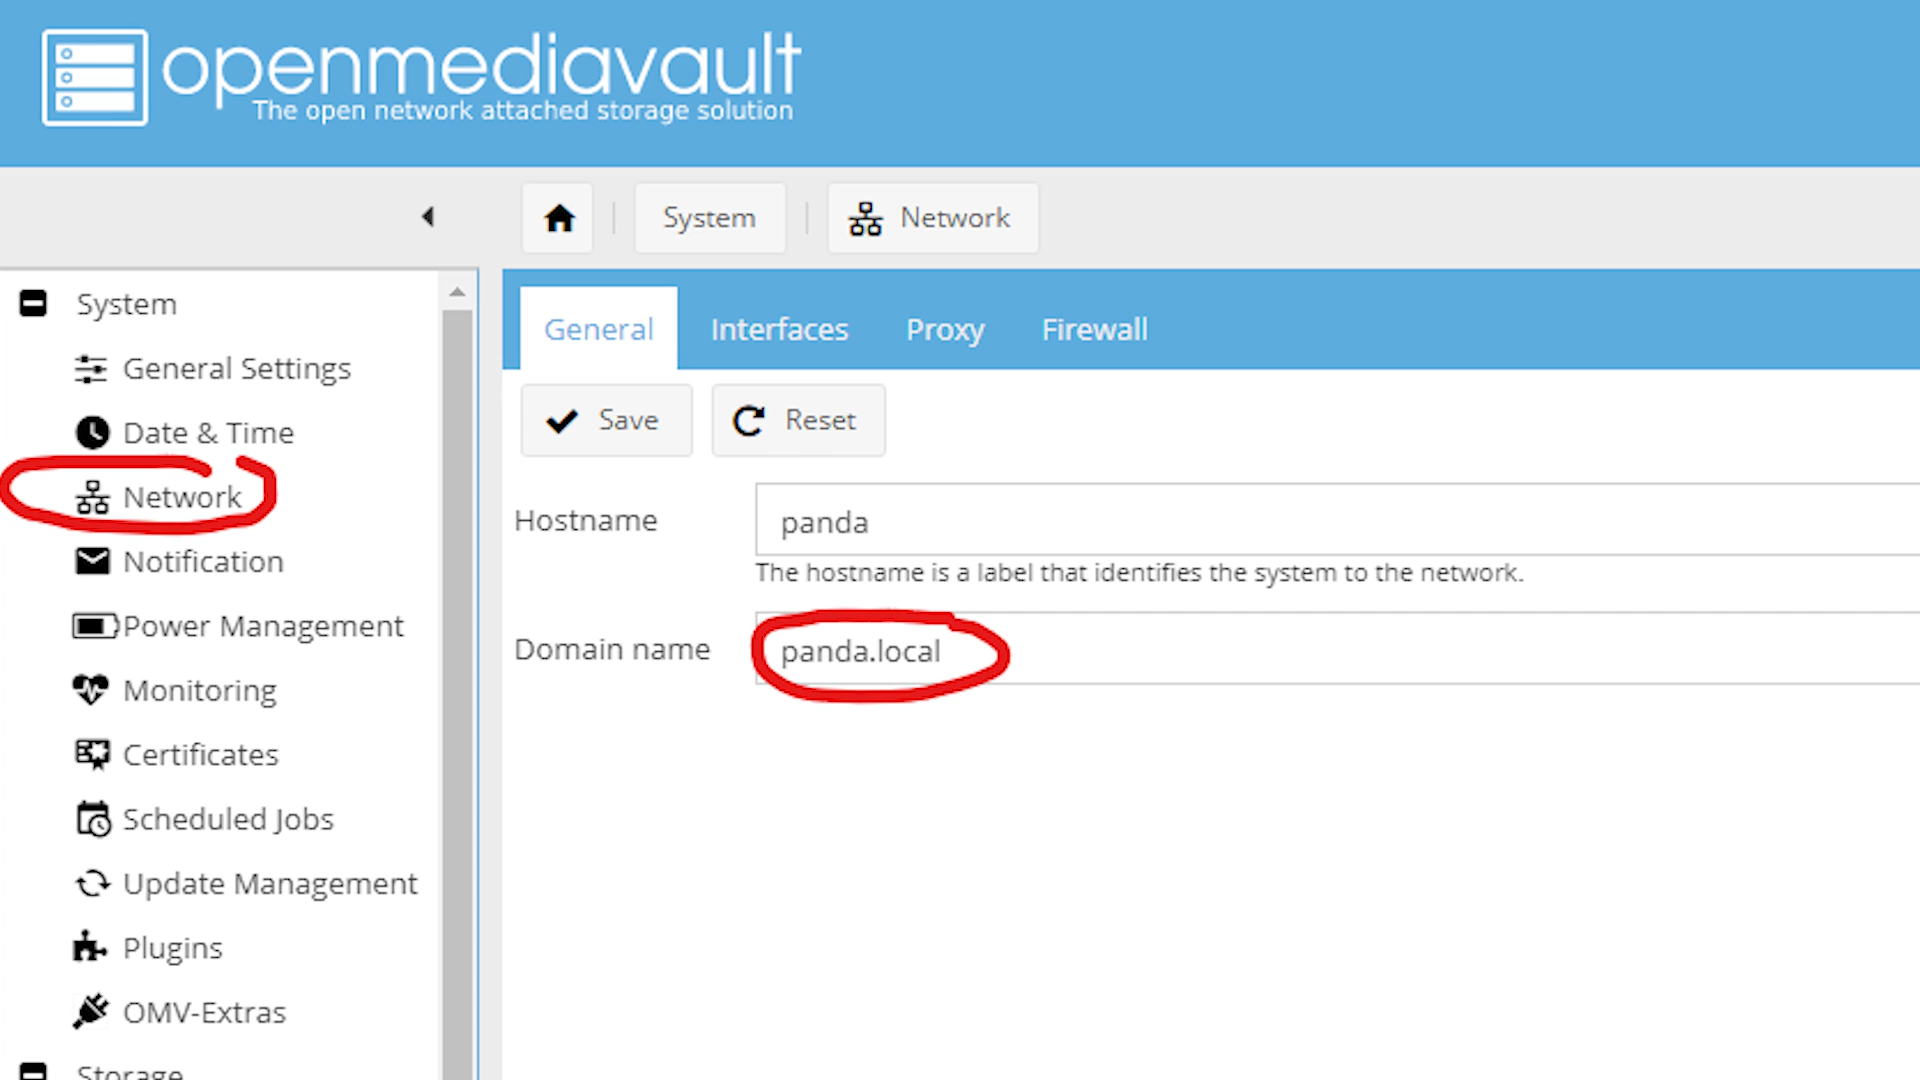 openmediavault
The open network attached storage solution
System
Network
System
General Settings
Date & Time
Network
Notification
Power Management
Monitoring
Certificates
Scheduled Jobs
Update Management
Plugins
OMV-Extras
Storage
General
Interfaces
Proxy
Firewall
Save
Reset
Hostname
panda
The hostname is a label that identifies the system to the network.
Domain name
panda.local